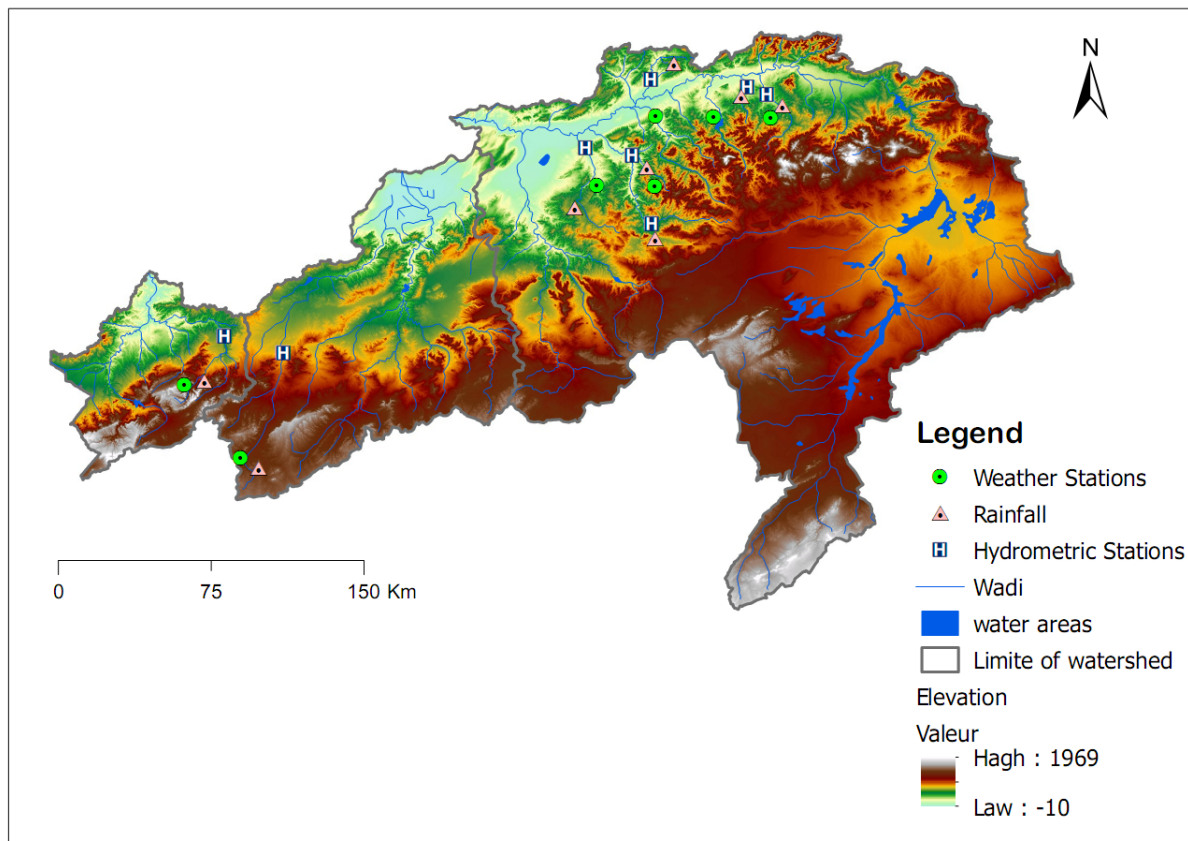 N
H
H
H
H
H
H
H
H
0 75 150 Km
Legend
Weather Stations
Rainfall
H Hydrometric Stations
Wadi
water areas
Limite of watershed
Elevation
Valeur
Hagh : 1969
Law : -10